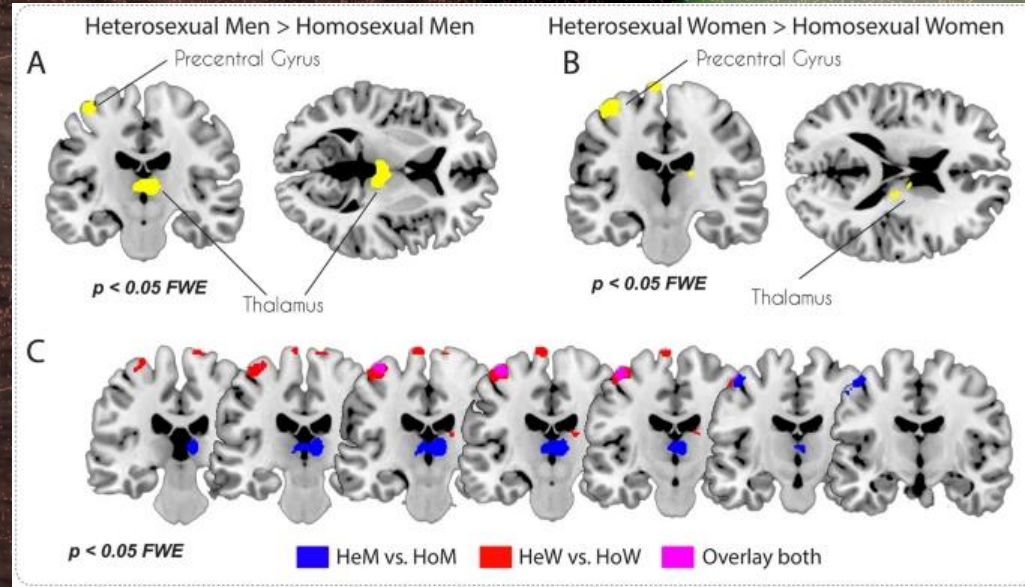 Heterosexual Men > Homosexual Men
A
Precentral Gyrus
p < 0.05 FWE
Thalamus
Heterosexual Women > Homosexual Women
B
Precentral Gyrus
p < 0.05 FWE
Thalamus
C
p < 0.05 FWE
HeM vs. HoM
HeW vs. HoW
Overlay both